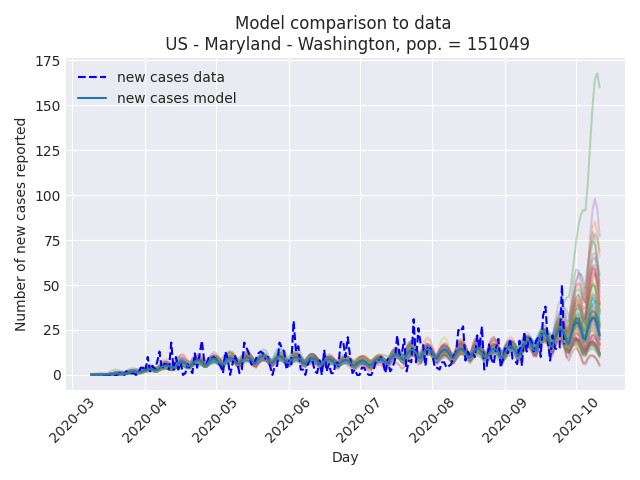 Model comparison to data
US - Maryland - Washington, pop. = 151049
new cases data
new cases model
Number of new cases reported
175
150
125
100
75
50
25
0
2020-03
2020-04
2020-05
2020-06
2020-07
2020-08
2020-09
2020-10
Day